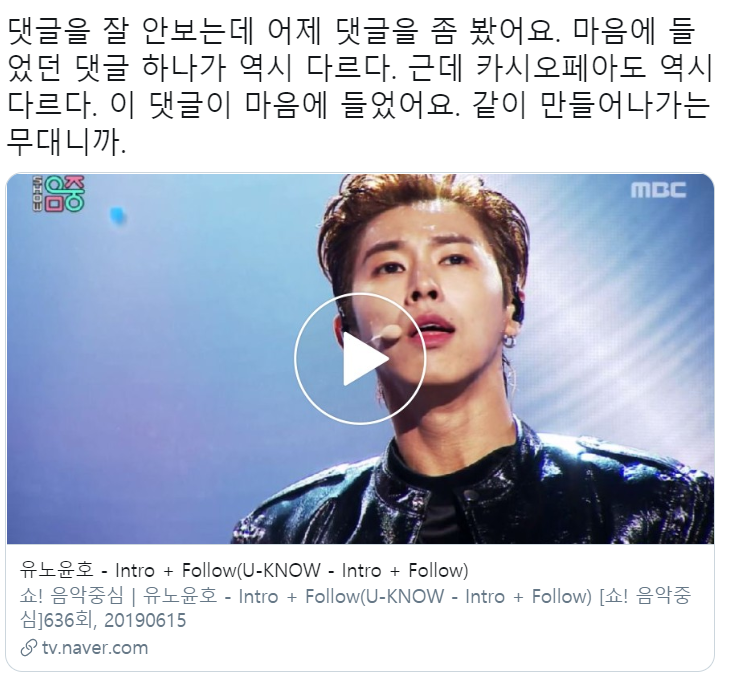 댓글을 잘 안보는데 어제 댓글을 좀 봤어요. 마음에 들
었던 댓글 하나가 역시 다르다. 근데 카시오페아도 역시
다르다. 이 댓글이 마음에 들었어요. 같이 만들어나가는
무대니까.
SHOW 음중
MBC
유노윤호 - Intro + Follow(U-KNOW - Intro + Follow)
쇼! 음악중심 | 유노윤호 - Intro + Follow(U-KNOW - Intro + Follow) [쇼! 음악중
심]636회, 20190615
tv.naver.com